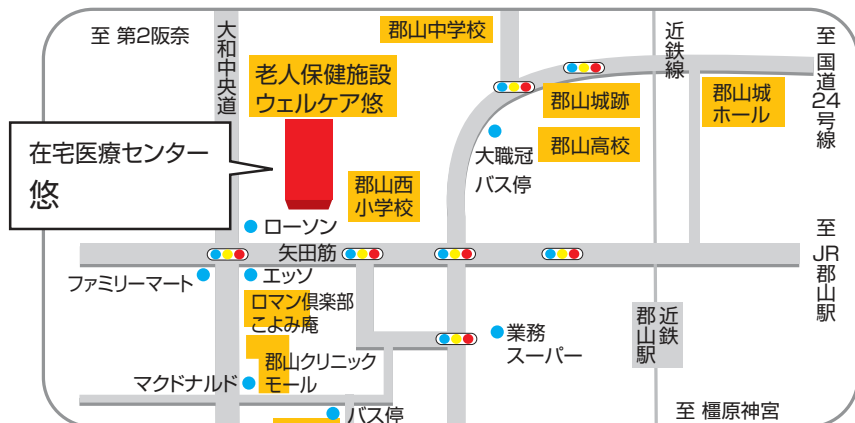 至 第2阪奈
大和中央道
郡山中学校
近鉄線
至 国道24号線
老人保健施設
ウェルケア悠
郡山城跡
郡山城
ホール
在宅医療センター
悠
大職冠
バス停
郡山高校
郡山西
小学校
ローソン
矢田筋
至 JR郡山駅
ファミリーマート
エッソ
ロマン倶楽部
こよみ庵
業務
スーパー
近鉄
郡山駅
郡山クリニック
モール
マクドナルド
バス停
至 橿原神宮